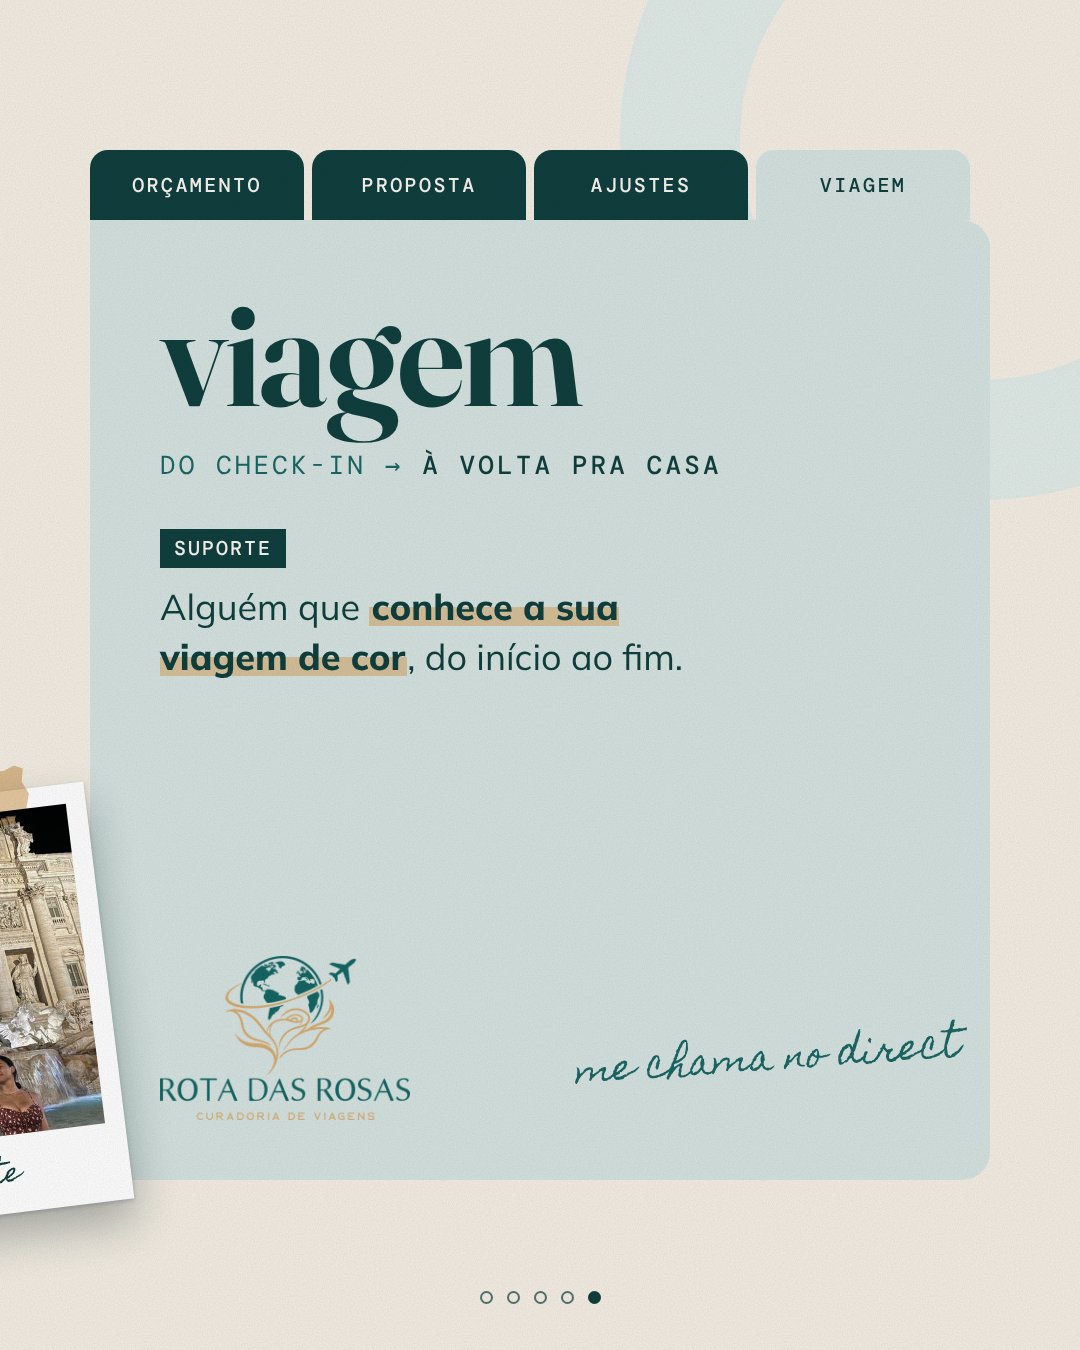 ORÇAMENTO PROPOSTA AJUSTES VIAGEM
viagem
DO CHECK-IN → À VOLTA PRA CASA
SUPORTE
Alguém que conhece a sua
viagem de cor, do início ao fim.
me chama no direct
ROTA DAS ROSAS
CURADORIA DE VIAGENS